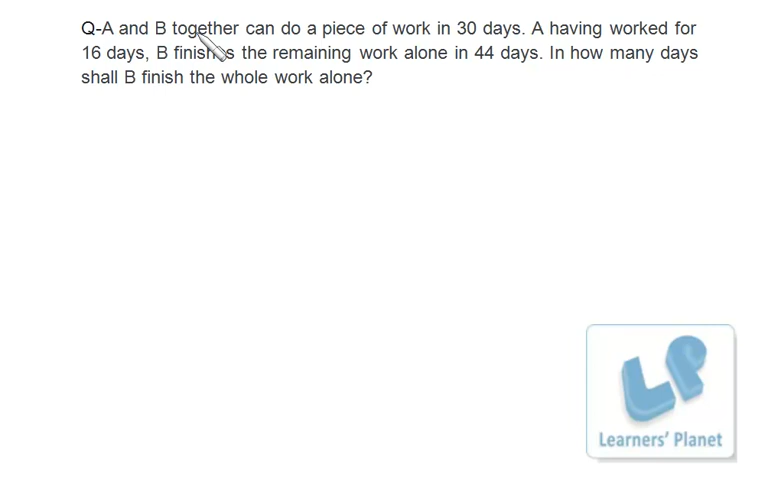 Q-A and B together can do a piece of work in 30 days. A having worked for
16 days, B finishes the remaining work alone in 44 days. In how many days
shall B finish the whole work alone?
LP
Learners' Planet